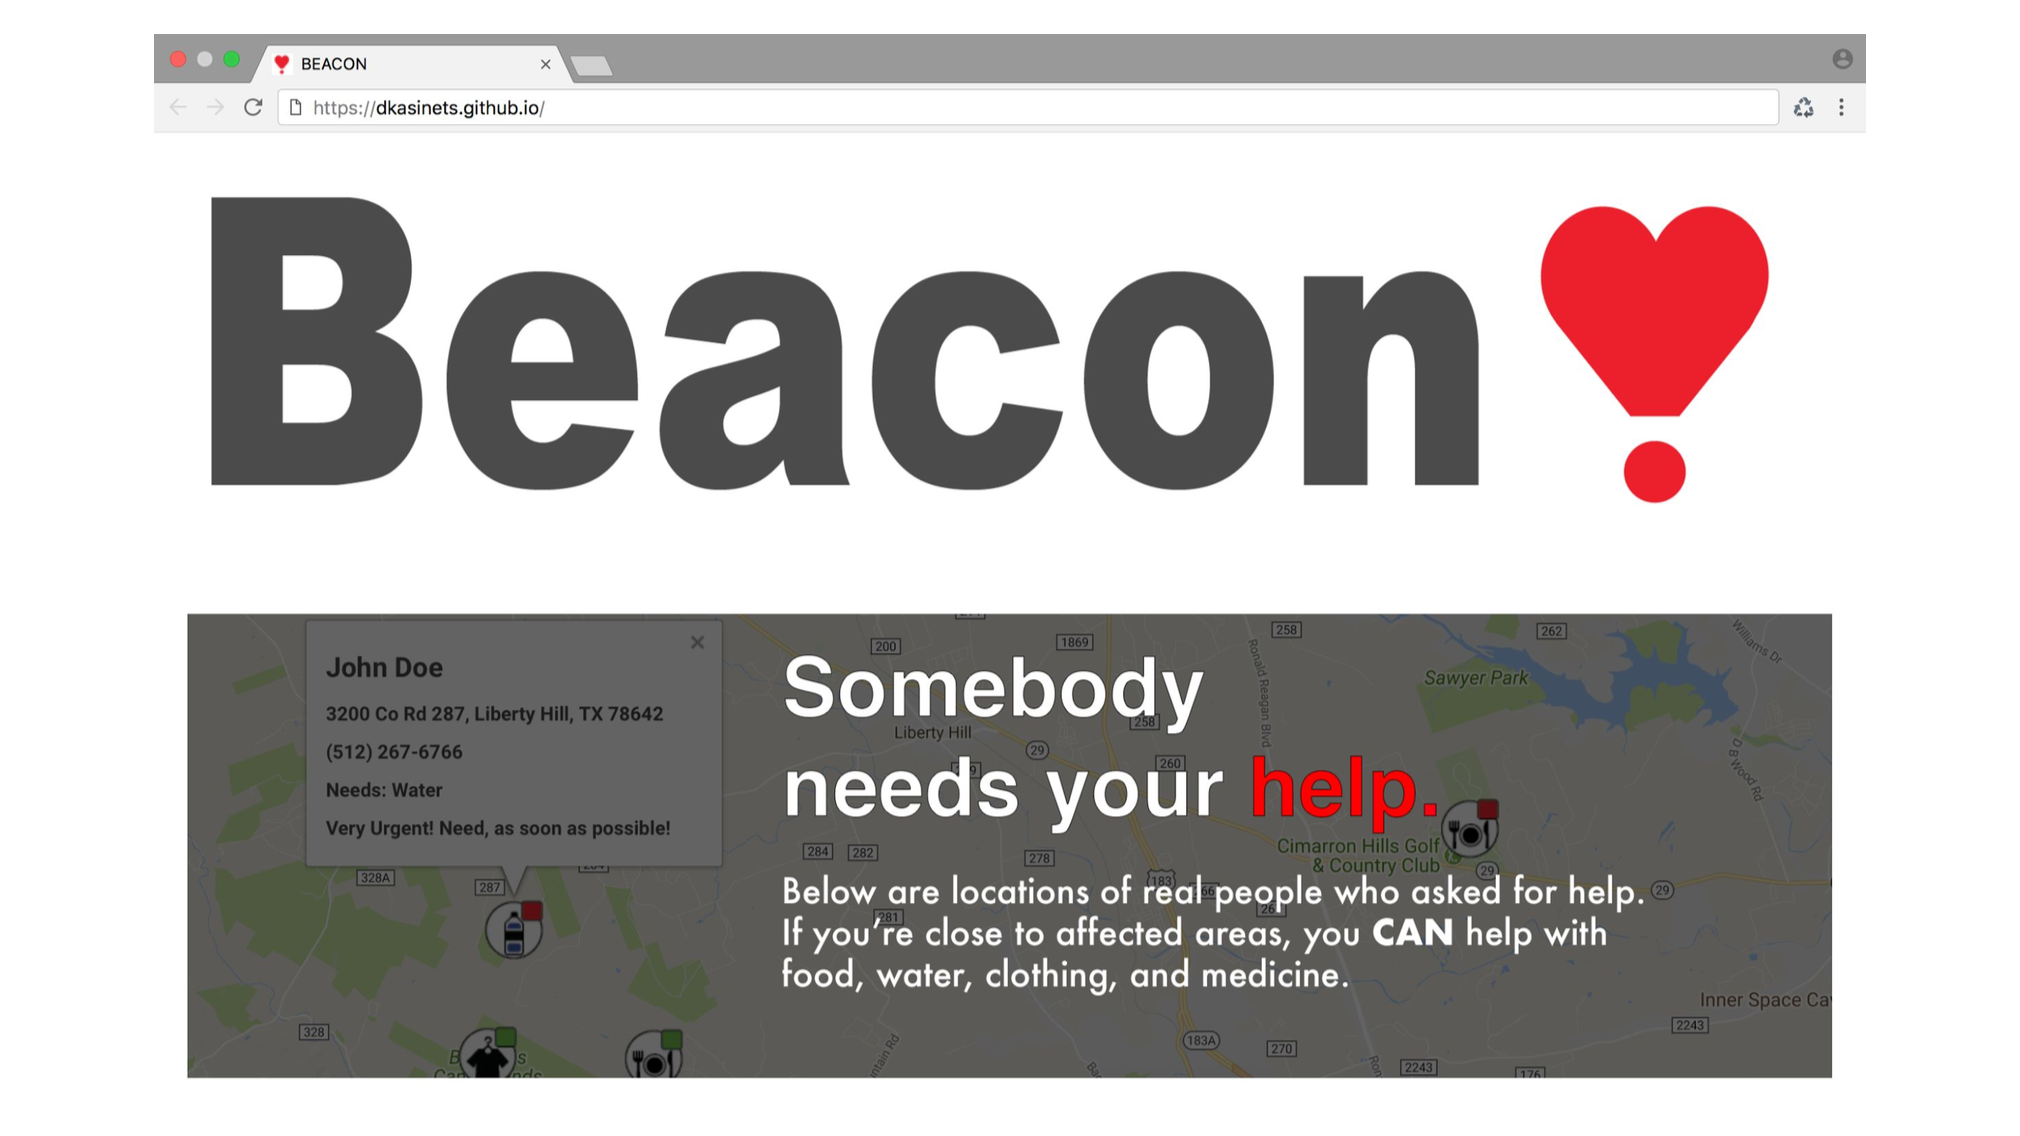 BEACON
https://dkasinets.github.io/
Beacon
258
262
Williams Dr
200
1869
John Doe
Somebody
Ronald Reagan Blvd
Sawyer Park
3200 Co Rd 287, Liberty Hill, TX 78642
258
Liberty Hill
(512) 267-6766
29
260
D B Wood Rd
needs your help.
Needs: Water
Very Urgent! Need, as soon as possible!
284
282
278
Cimarron Hills Golf
& Country Club
29
328A
287
183
Below are locations of real people who asked for help.
29
281
If you're close to affected areas, you CAN help with
food, water, clothing, and medicine.
Inner Space Ca
328
2243
183A
270
2243
176